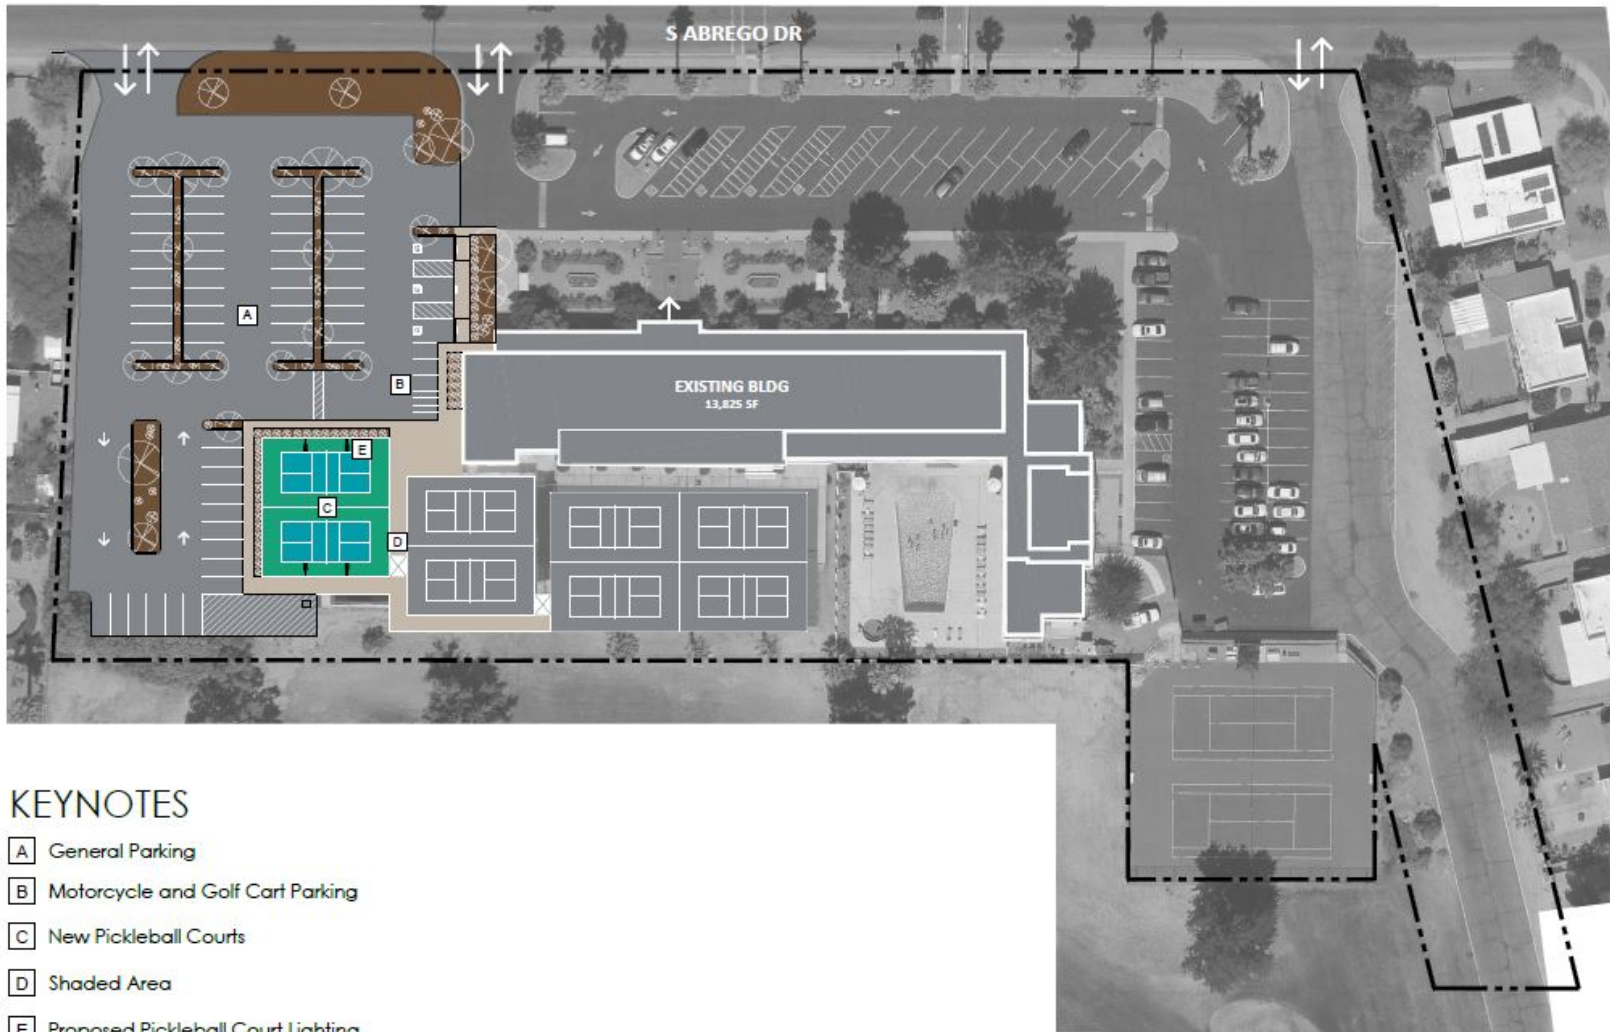 S ABREGO DR
A
B
EXISTING BLDG
13,825 SF
E
C
D
KEYNOTES
A General Parking
B Motorcycle and Golf Cart Parking
C New Pickleball Courts
D Shaded Area
E Proposed Pickleball Court Lighting